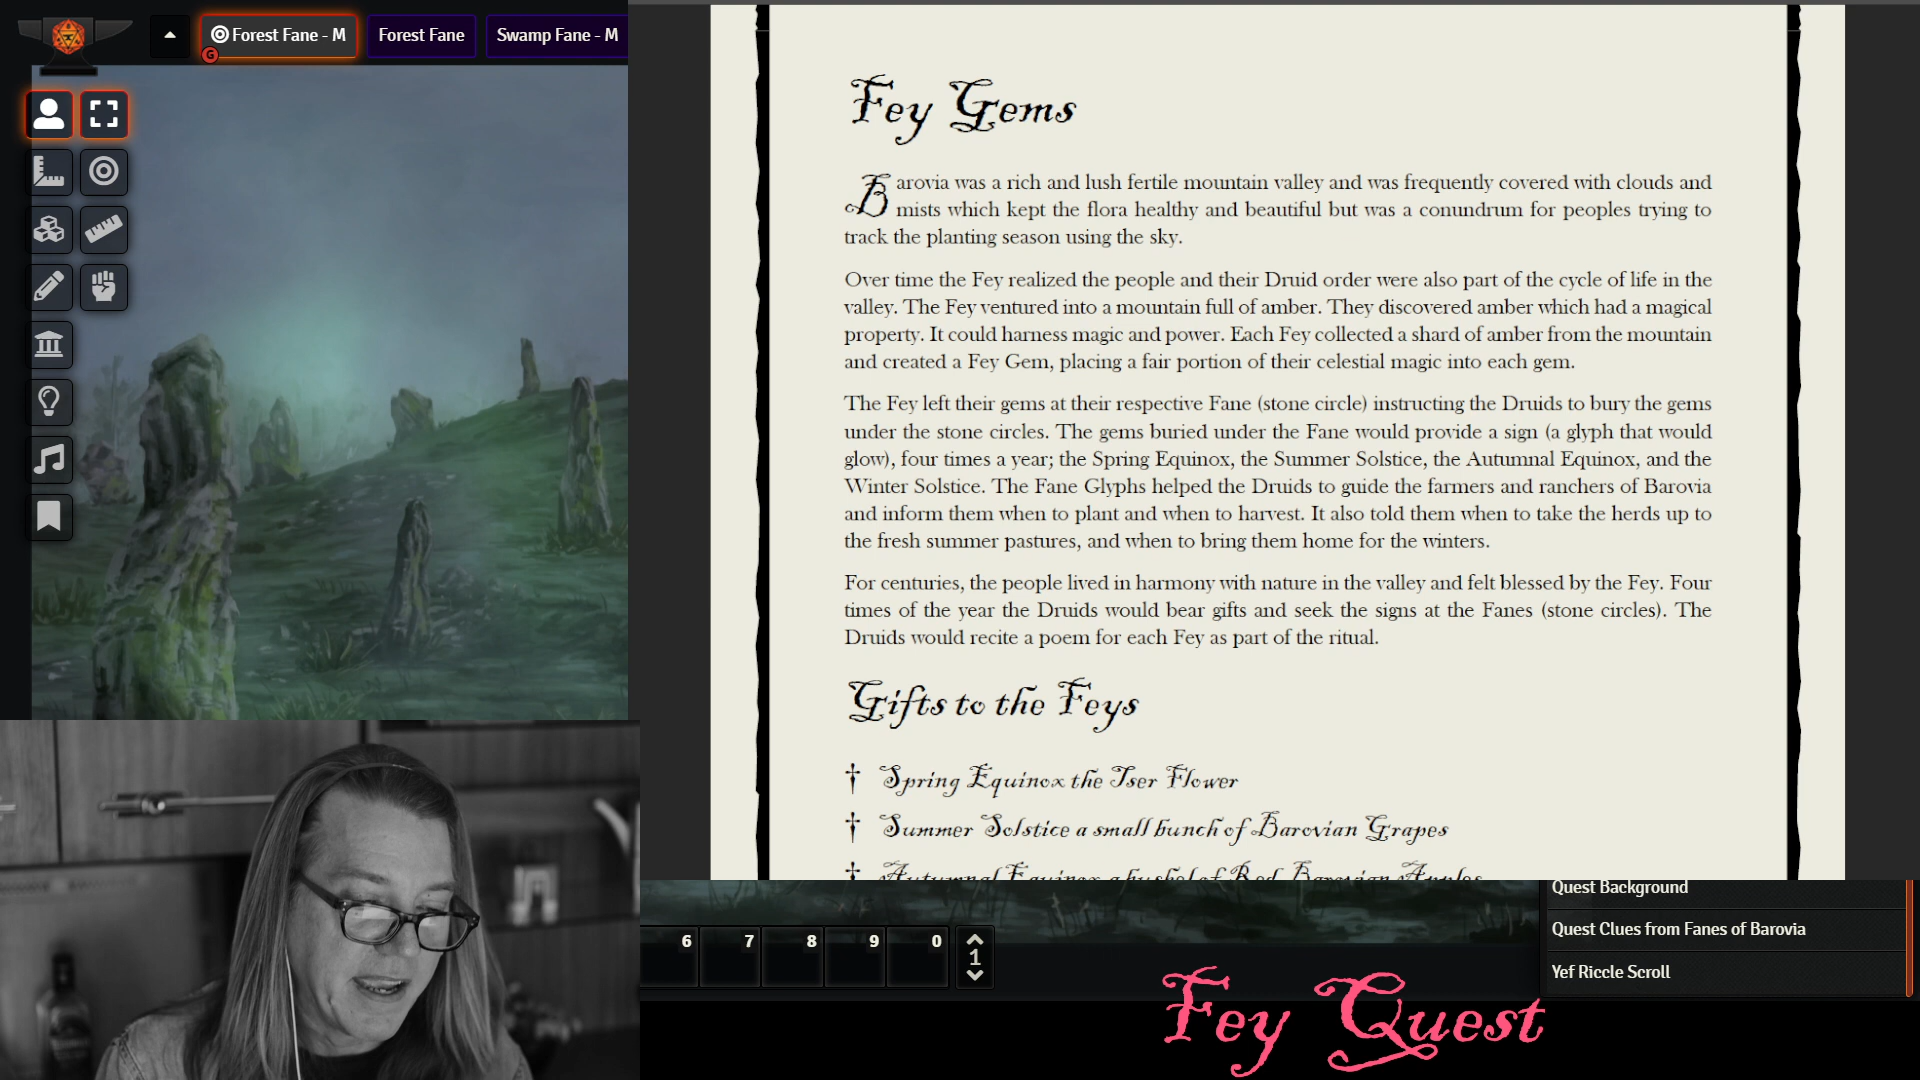 Forest Fane - M
Forest Fane
Swamp Fane - M
G
Fey Gems
Barovia was a rich and lush fertile mountain valley and was frequently covered with clouds and
mists which kept the flora healthy and beautiful but was a conundrum for peoples trying to
track the planting season using the sky.
Over time the Fey realized the people and their Druid order were also part of the cycle of life in the
valley. The Fey ventured into a mountain full of amber. They discovered amber which had a magical
property. It could harness magic and power. Each Fey collected a shard of amber from the mountain
and created a Fey Gem, placing a fair portion of their celestial magic into each gem.
The Fey left their gems at their respective Fane (stone circle) instructing the Druids to bury the gems
under the stone circles. The gems buried under the Fane would provide a sign (a glyph that would
glow), four times a year; the Spring Equinox, the Summer Solstice, the Autumnal Equinox, and the
Winter Solstice. The Fane Glyphs helped the Druids to guide the farmers and ranchers of Barovia
and inform them when to plant and when to harvest. It also told them when to take the herds up to
the fresh summer pastures, and when to bring them home for the winters.
For centuries, the people lived in harmony with nature in the valley and felt blessed by the Fey. Four
times of the year the Druids would bear gifts and seek the signs at the Fanes (stone circles). The
Druids would recite a poem for each Fey as part of the ritual.
Gifts to the Feys
† Spring Equinox the Tser Flower
† Summer Solstice a small bunch of Barovian Grapes
† Autumnal Equinox a bushel of Red Barovian Apples
Quest Background
Quest Clues from Fanes of Barovia
Yef Riccle Scroll
6 7 8 9 0
1
Fey Quest